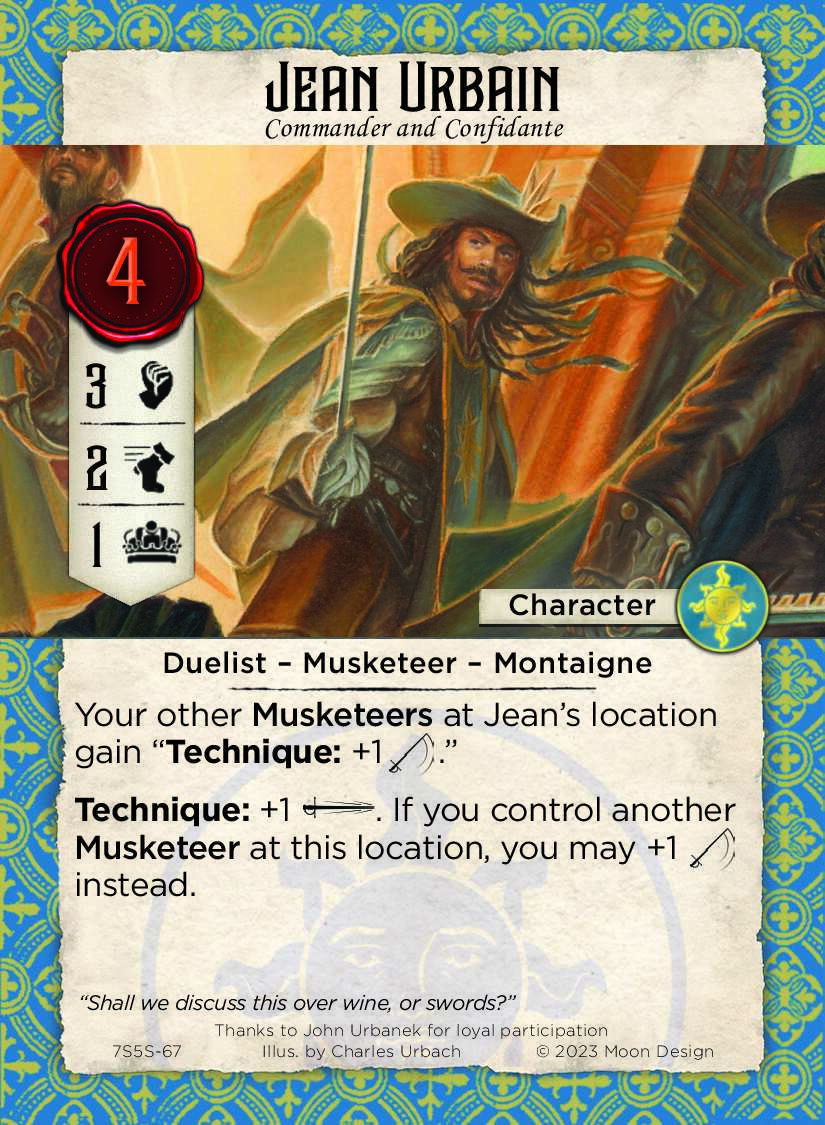 Jean Urbain
Commander and Confidante
4
3
2
1
Character
Duelist – Musketeer – Montaigne
Your other Musketeers at Jean's location
gain “Technique: +1 .”
Technique: +1 . If you control another
Musketeer at this location, you may +1
instead.
“Shall we discuss this over wine, or swords?”
Thanks to John Urbanek for loyal participation
7S5S-67 Illus. by Charles Urbach © 2023 Moon Design